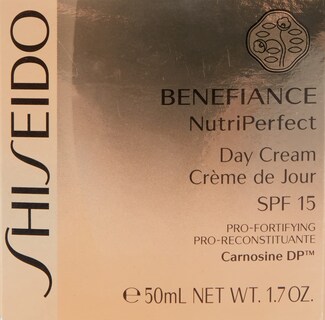 SHISEIDO
BENEFIANCE
NutriPerfect
Day Cream
Crème de Jour
SPF 15
PRO-FORTIFYING
PRO-RECONSTITUANTE
Carnosine DP™
℮ 50mL NET WT. 1.7 OZ.